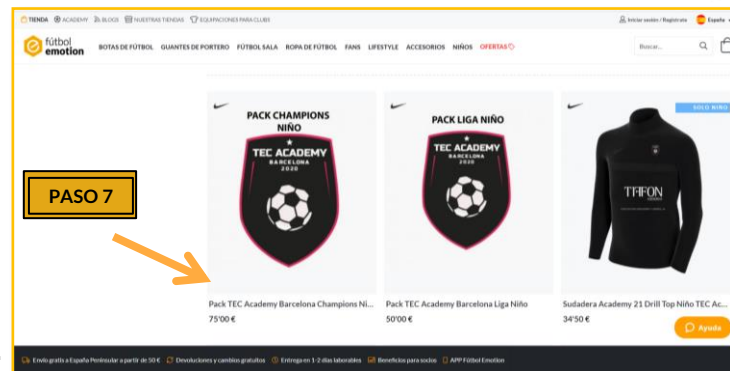 TIENDA ACADEMY BLOGS NUESTRAS TIENDAS EQUIPACIONES PARA CLUBS Iniciar sesión / Regístrate España
fútbol emotion
BOTAS DE FÚTBOL GUANTES DE PORTERO FÚTBOL SALA ROPA DE FÚTBOL FANS LIFESTYLE ACCESORIOS NIÑOS OFERTAS Buscar...
SOLO NIÑO
PACK CHAMPIONS
NIÑO
TEC ACADEMY
BARCELONA
2020
PACK LIGA NIÑO
TEC ACADEMY
BARCELONA
2020
PASO 7
Pack TEC Academy Barcelona Champions Ni...
75'00 €
Pack TEC Academy Barcelona Liga Niño
50'00 €
Sudadera Academy 21 Drill Top Niño TEC Ac...
34'50 €
Ayuda
Envío gratis a España Peninsular a partir de 50 € Devoluciones y cambios gratuitos Entrega en 1-2 días laborables Beneficios para socios APP Fútbol Emotion